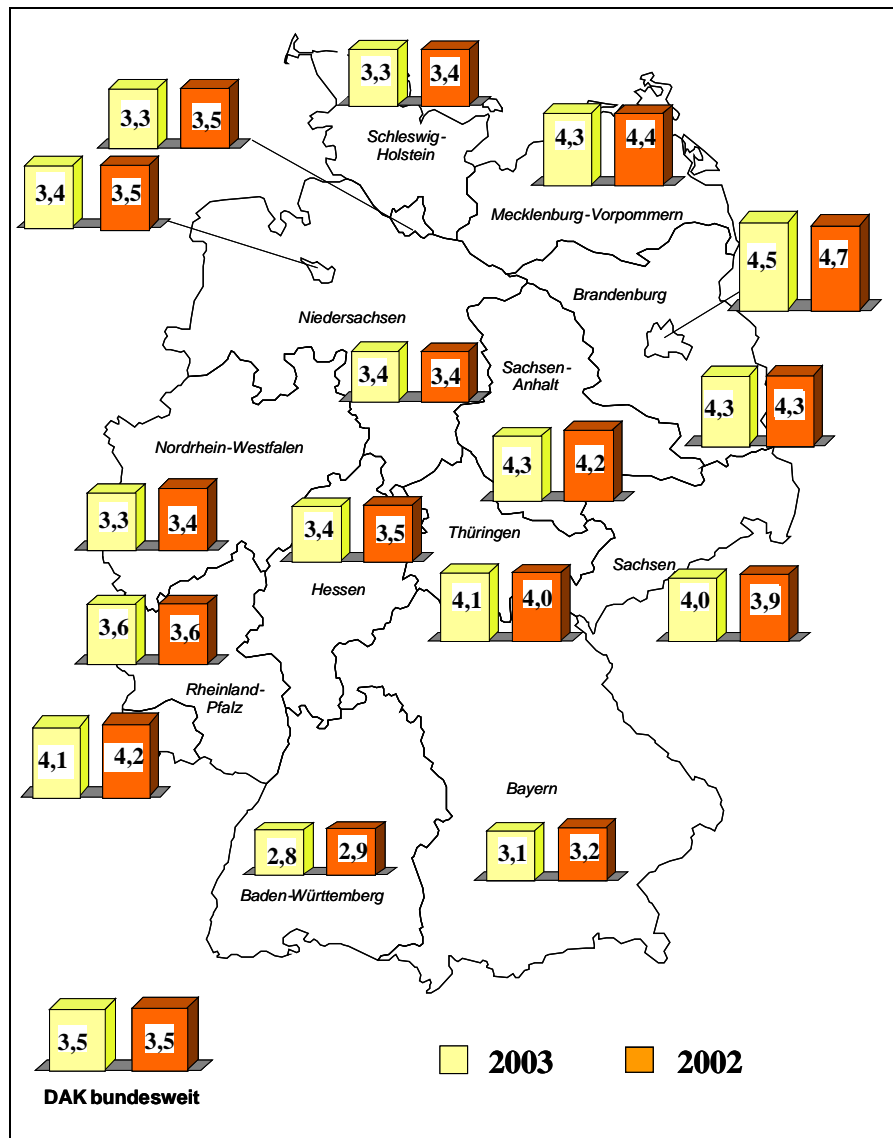 3,3 3,4
3,3 3,5
Schleswig-
Holstein
4,3 4,4
3,4 3,5
Mecklenburg-Vorpommern
4,5 4,7
Brandenburg
Niedersachsen
3,4 3,4
Sachsen-
Anhalt
4,3 4,3
Nordrhein-Westfalen
4,3 4,2
3,3 3,4
3,4 3,5
Thüringen
Sachsen
Hessen
4,1 4,0
4,0 3,9
3,6 3,6
Rheinland-
Pfalz
4,1 4,2
Bayern
2,8 2,9
3,1 3,2
Baden-Württemberg
3,5 3,5
2003 2002
DAK bundesweit